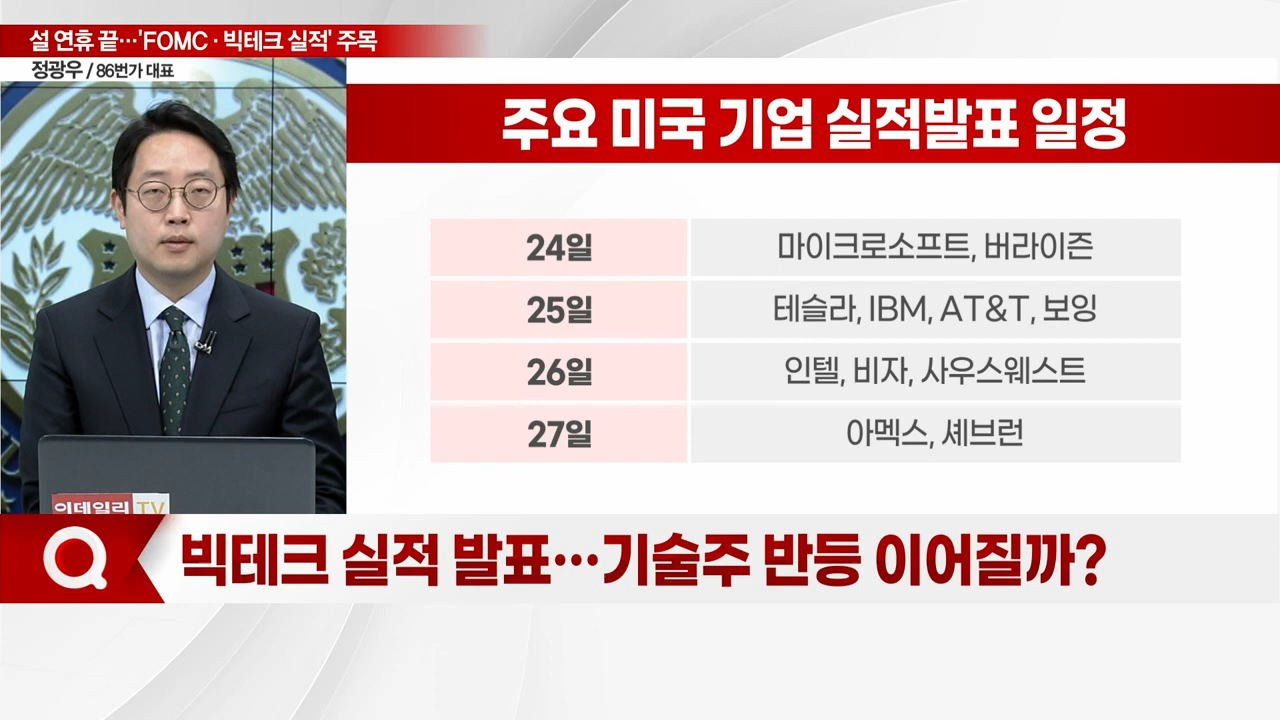 설 연휴 끝…'FOMC·빅테크 실적' 주목
정광우 / 86번가 대표
주요 미국 기업 실적발표 일정
24일 마이크로소프트, 버라이즌
25일 테슬라, IBM, AT&T, 보잉
26일 인텔, 비자, 사우스웨스트
27일 아멕스, 셰브런
이데일리 TV
Q 빅테크 실적 발표…기술주 반등 이어질까?